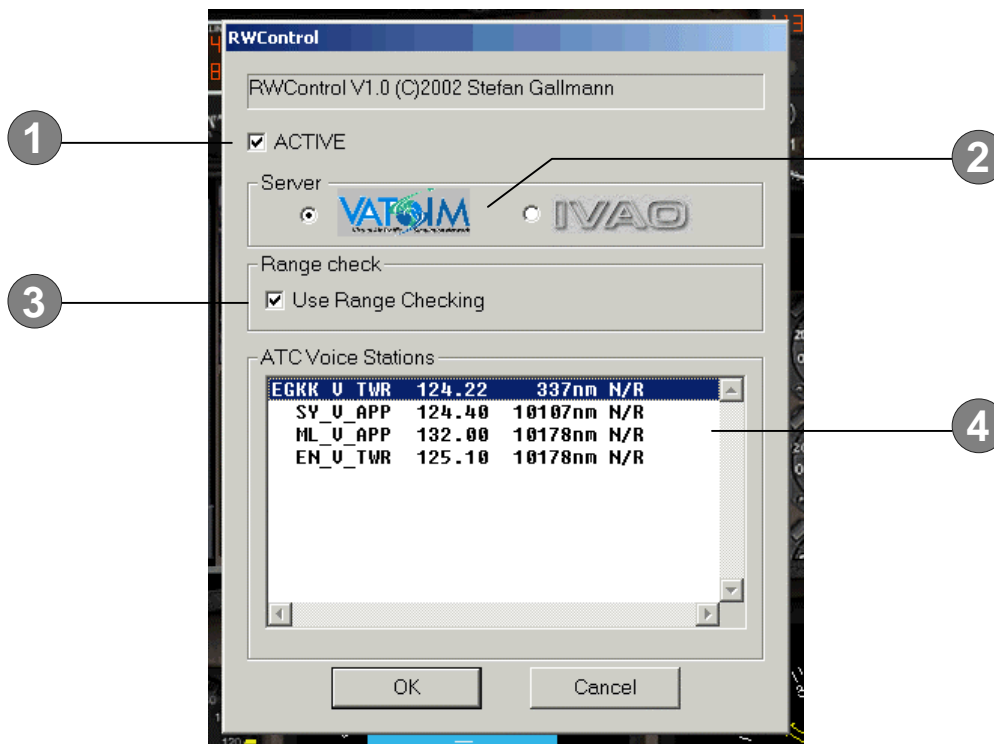 RWControl
RWControl V1.0 (C)2002 Stefan Gallmann
1
ACTIVE
2
Server
VATSIM
IVAO
Range check
3
Use Range Checking
ATC Voice Stations
EGKK_V_TWR 124.22 337nm N/R
SY_V_APP 124.40 10107nm N/R
ML_V_APP 132.00 10178nm N/R
EN_V_TWR 125.10 10178nm N/R
4
OK
Cancel
120